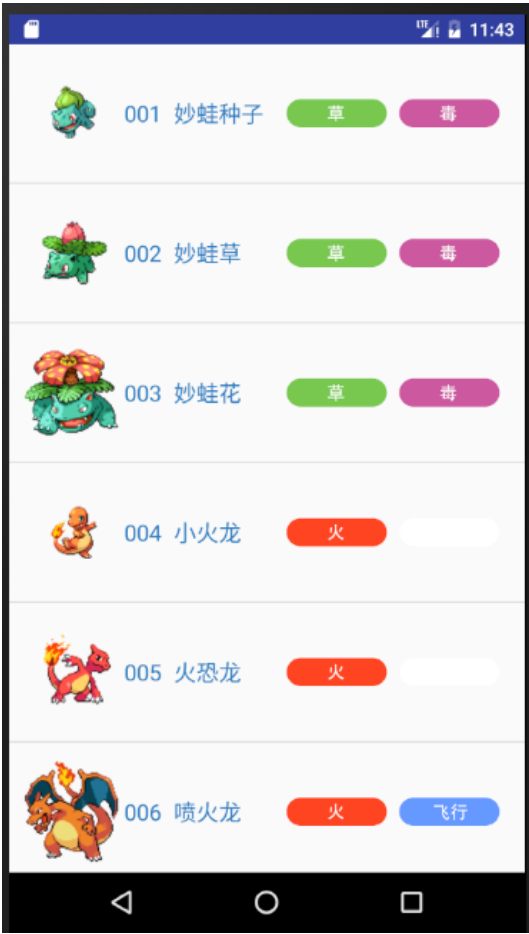 LTE 11:43
001 妙蛙种子 草 毒
002 妙蛙草 草 毒
003 妙蛙花 草 毒
004 小火龙 火
005 火恐龙 火
006 喷火龙 火 飞行